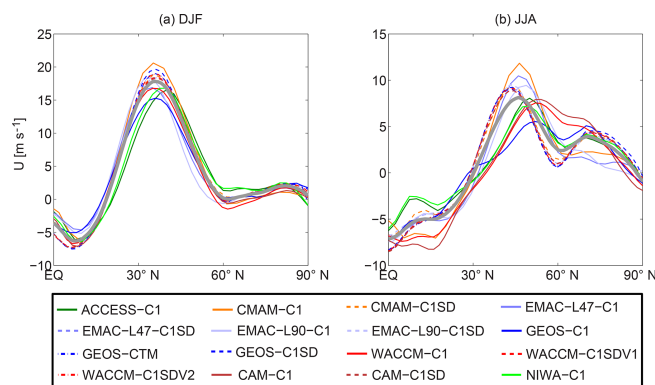 (a) DJF
(b) JJA
25
20
15
10
5
0
−5
−10
U [m s⁻¹]
EQ 30° N 60° N 90° N
15
10
5
0
−5
−10
EQ 30° N 60° N 90° N
ACCESS−C1 CMAM−C1 CMAM−C1SD EMAC−L47−C1
EMAC−L47−C1SD EMAC−L90−C1 EMAC−L90−C1SD GEOS−C1
GEOS−CTM GEOS−C1SD WACCM−C1 WACCM−C1SDV1
WACCM−C1SDV2 CAM−C1 CAM−C1SD NIWA−C1